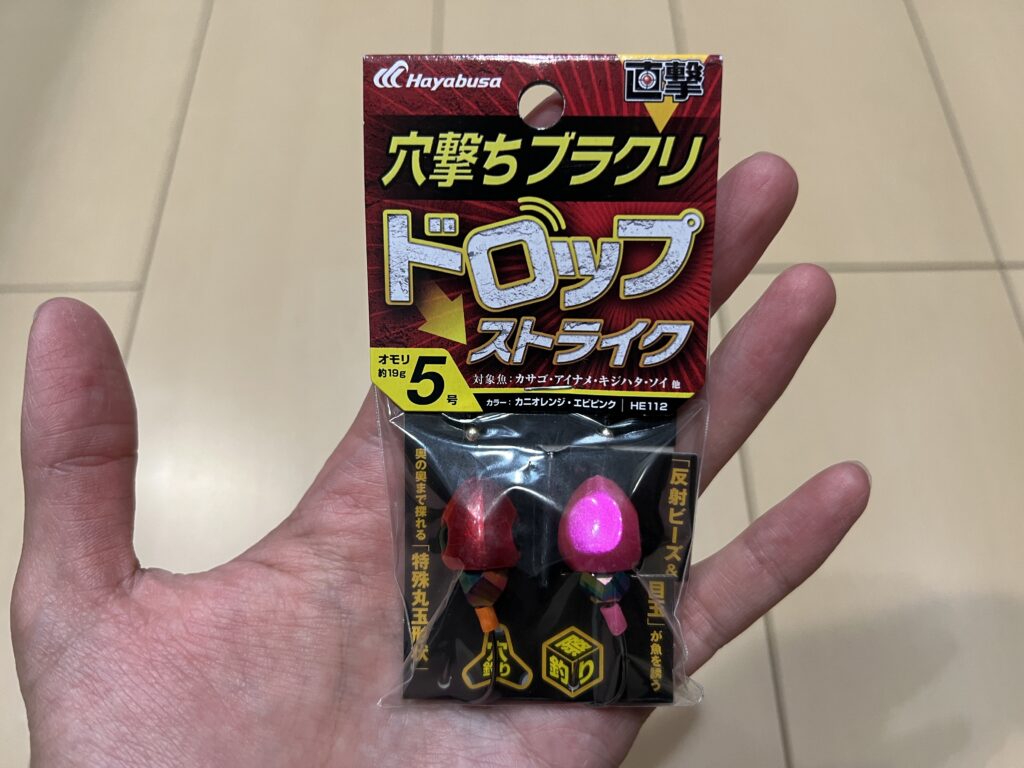 Hayabusa
直撃
穴撃ちブラクリ
ドロップ
ストライク
オモリ
約19g
5号
対象魚：カサゴ・アイナメ・キジハタ・ソイ 他
カラー：カニオレンジ・エビピンク｜HE112
奥の奥まで探れる「特殊丸玉形状」
「反射ビーズ&
目玉」が魚を誘う
穴釣り
際釣り